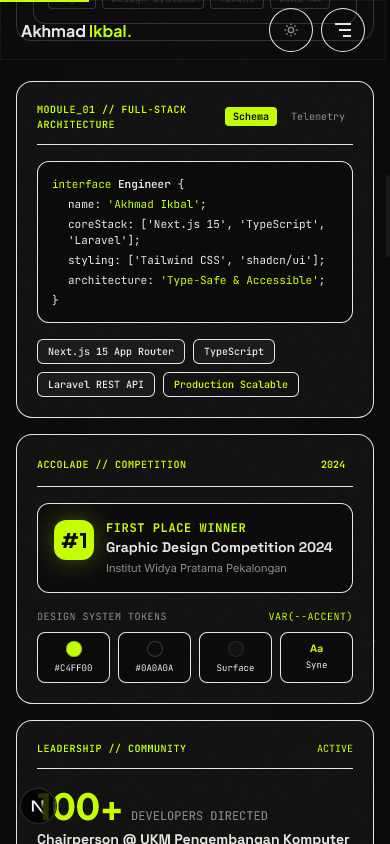 Akhmad Ikbal.
MODULE_01 // FULL-STACK
ARCHITECTURE
Schema
Telemetry
interface Engineer {
name: 'Akhmad Ikbal';
coreStack: ['Next.js 15', 'TypeScript',
'Laravel'];
styling: ['Tailwind CSS', 'shadcn/ui'];
architecture: 'Type-Safe & Accessible';
}
Next.js 15 App Router
TypeScript
Laravel REST API
Production Scalable
ACCOLADE // COMPETITION
2024
#1
FIRST PLACE WINNER
Graphic Design Competition 2024
Institut Widya Pratama Pekalongan
DESIGN SYSTEM TOKENS
VAR(--ACCENT)
#C4FF00
#0A0A0A
Surface
Aa
Syne
LEADERSHIP // COMMUNITY
ACTIVE
N
100+
DEVELOPERS DIRECTED
Chairperson @ UKM Pengembangan Komputer